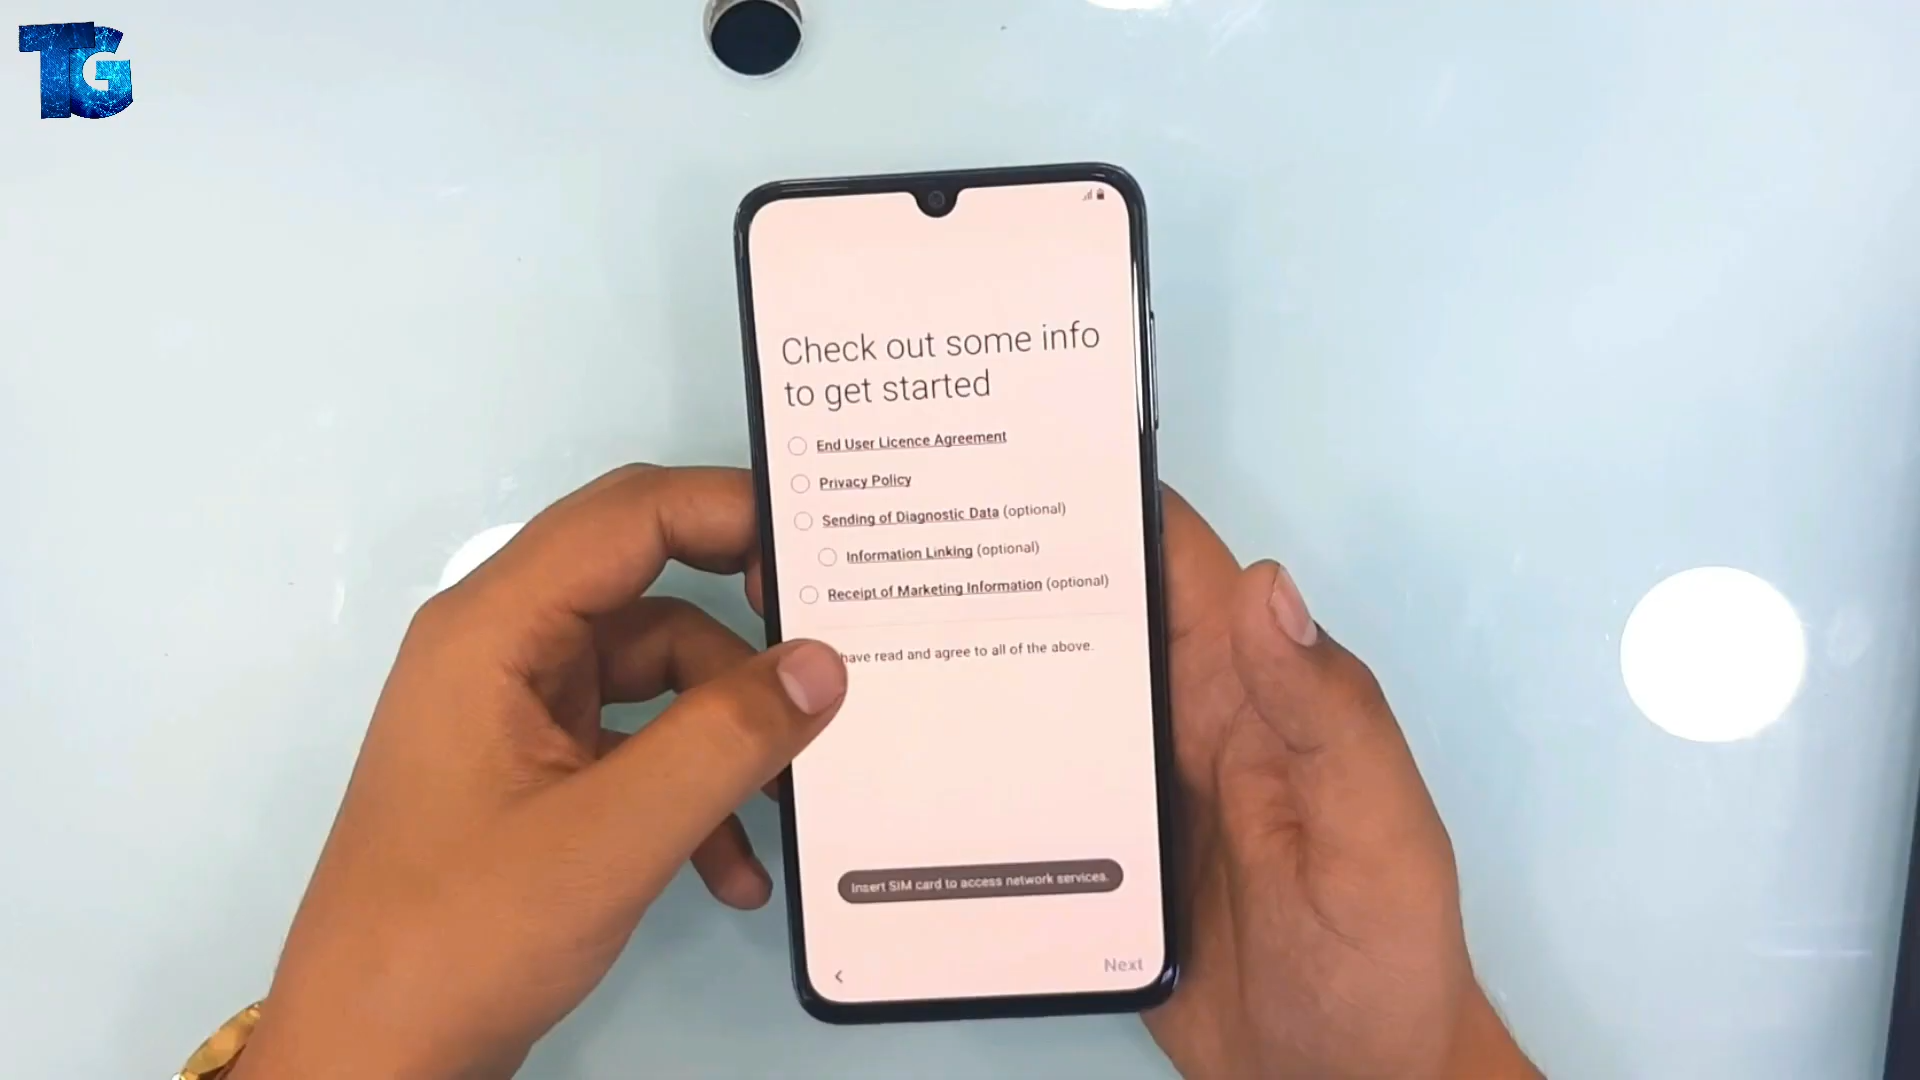 TG
Check out some info
to get started
End User Licence Agreement
Privacy Policy
Sending of Diagnostic Data (optional)
Information Linking (optional)
Receipt of Marketing Information (optional)
have read and agree to all of the above.
Insert SIM card to access network services.
Next